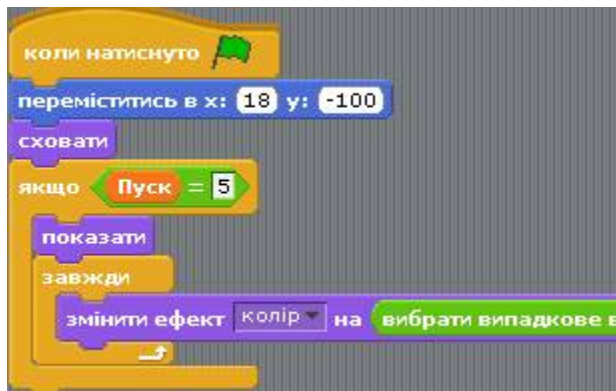 коли натиснуто
переміститись в x: 18 y: -100
сховати
якщо Пуск = 5
показати
завжди
змінити ефект колір на вибрати випадкове в